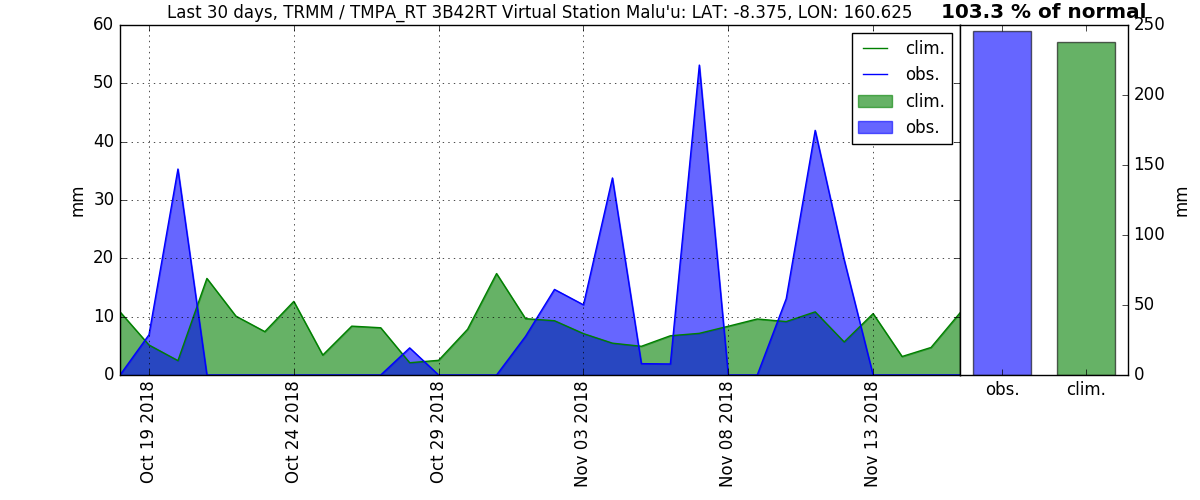 Last 30 days, TRMM / TMPA_RT 3B42RT Virtual Station Malu'u: LAT: -8.375, LON: 160.625
103.3 % of normal
60
50
40
30
20
10
0
mm
clim.
obs.
clim.
obs.
Oct 19 2018
Oct 24 2018
Oct 29 2018
Nov 03 2018
Nov 08 2018
Nov 13 2018
250
200
150
100
50
0
mm
obs.
clim.